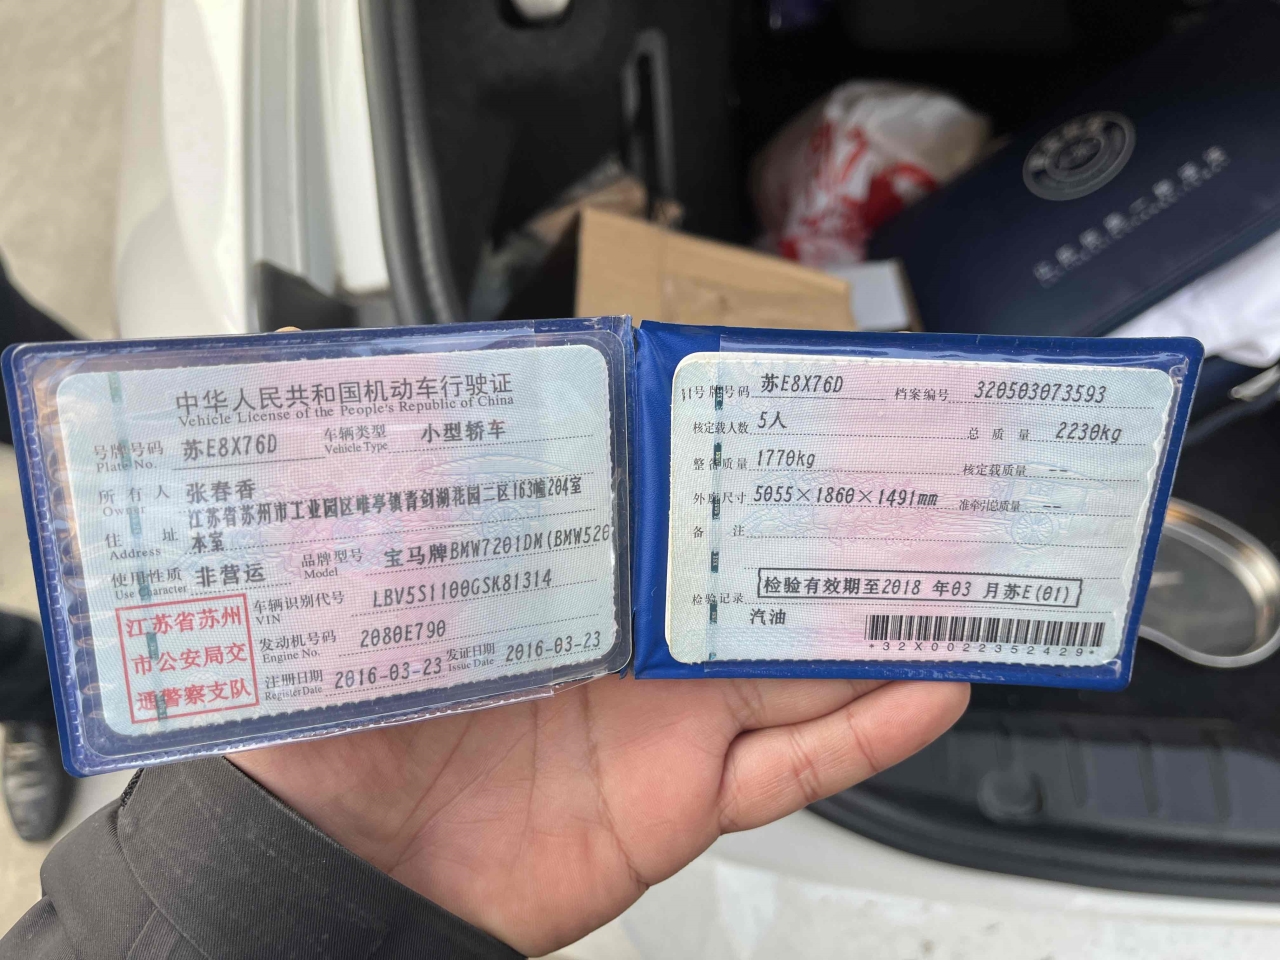 中华人民共和国机动车行驶证
Vehicle License of the People's Republic of China
号牌号码 苏E8X76D 车辆类型 小型轿车
Plate No. Vehicle Type
所有人 张春香
Owner
江苏省苏州市工业园区唯亭镇青剑湖花园二区163幢204室
住址 本室
Address
使用性质 非营运 品牌型号 宝马牌BMW7201DM(BMW520
Use Character Model
车辆识别代号 LBV5S1100GSK81314
VIN
发动机号码 2080E790
Engine No.
注册日期 2016-03-23 发证日期 2016-03-23
Register Date Issue Date
江苏省苏州
市公安局交
通警察支队
号牌号码 苏E8X76D 档案编号 320503073593
核定载人数 5人 总质量 2230kg
整备质量 1770kg 核定载质量 --
外廓尺寸 5055×1860×1491mm 准牵引总质量 --
备注
检验记录 检验有效期至2018年03月苏E(01)
汽油
*32X0022352429*